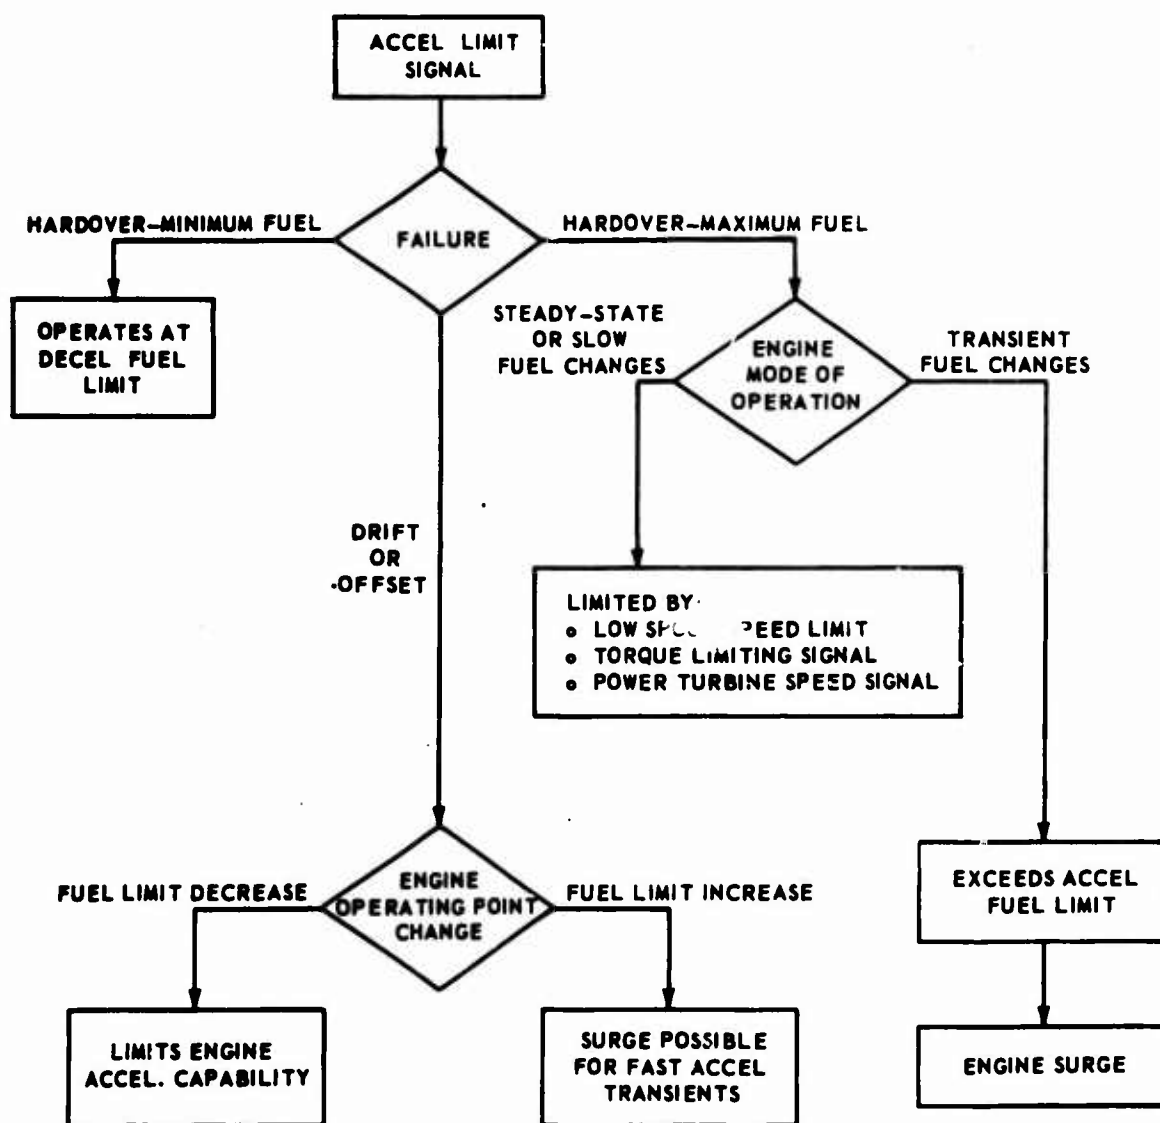 ACCEL LIMIT
SIGNAL
HARDOVER-MINIMUM FUEL
FAILURE
HARDOVER-MAXIMUM FUEL
OPERATES AT
DECEL FUEL
LIMIT
STEADY-STATE
OR SLOW
FUEL CHANGES
ENGINE
MODE OF
OPERATION
TRANSIENT
FUEL CHANGES
DRIFT
OR
OFFSET
LIMITED BY
• LOW LIMIT
• TORQUE LIMITING SIGNAL
• POWER TURBINE SPEED SIGNAL
FUEL LIMIT DECREASE
ENGINE
OPERATING POINT
CHANGE
FUEL LIMIT INCREASE
EXCEEDS ACCEL
FUEL LIMIT
LIMITS ENGINE
ACCEL. CAPABILITY
SURGE POSSIBLE
FOR FAST ACCEL
TRANSIENTS
ENGINE SURGE